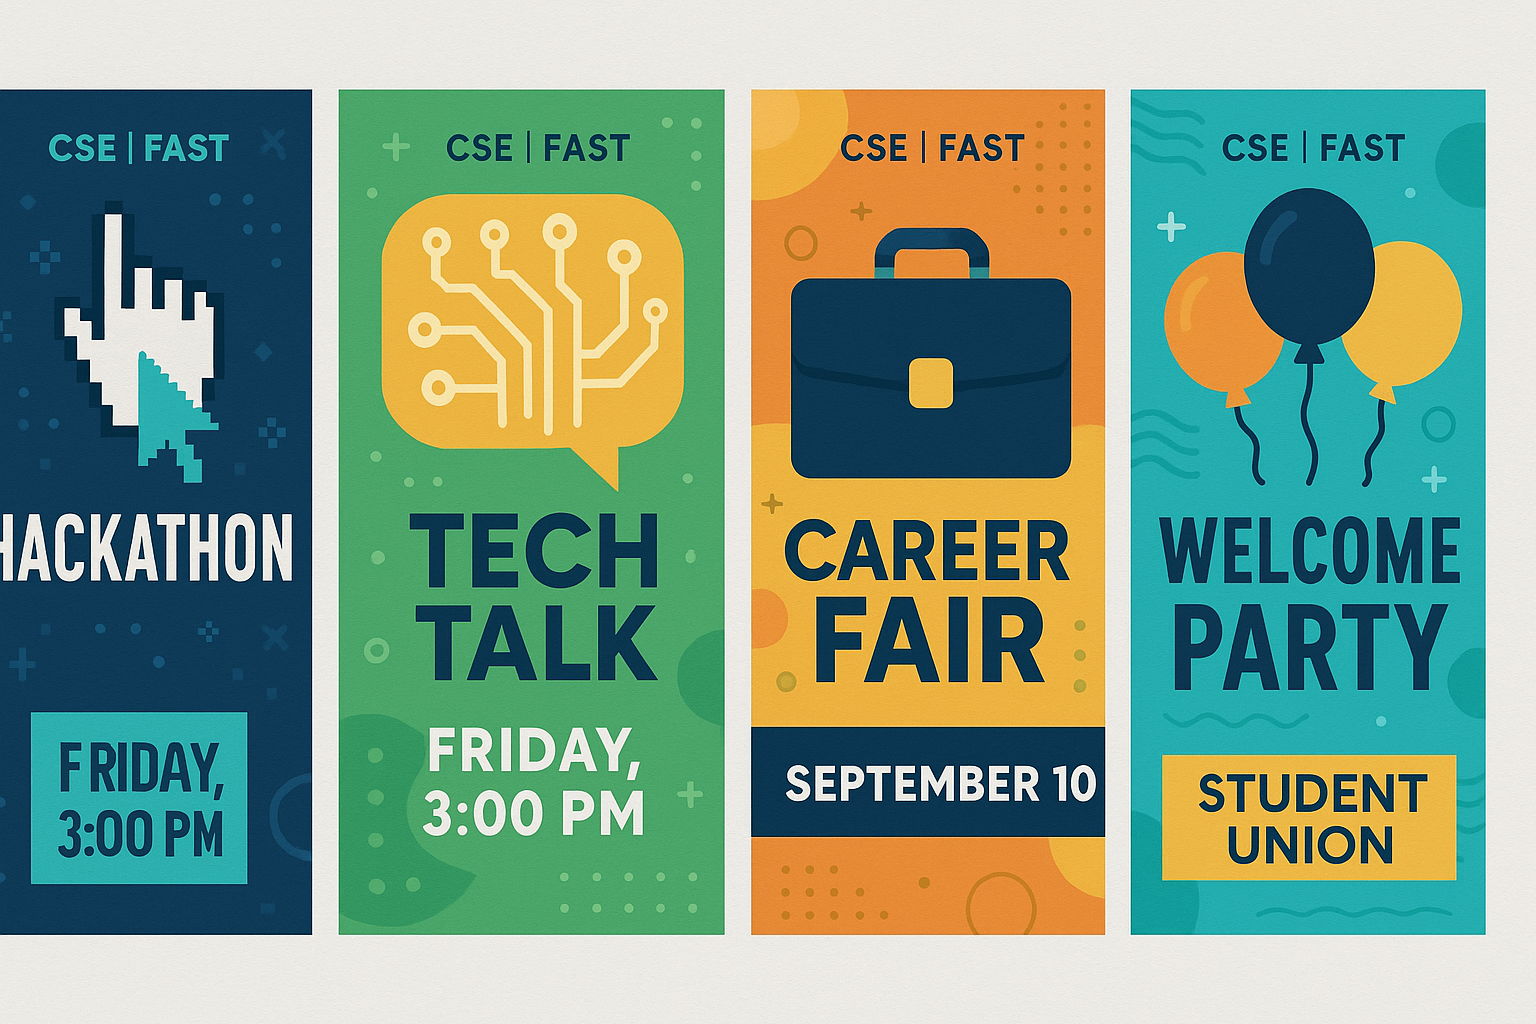 CSE | FAST
HACKATHON
FRIDAY,
3:00 PM
CSE | FAST
TECH
TALK
FRIDAY,
3:00 PM
CSE | FAST
CAREER
FAIR
SEPTEMBER 10
CSE | FAST
WELCOME
PARTY
STUDENT
UNION